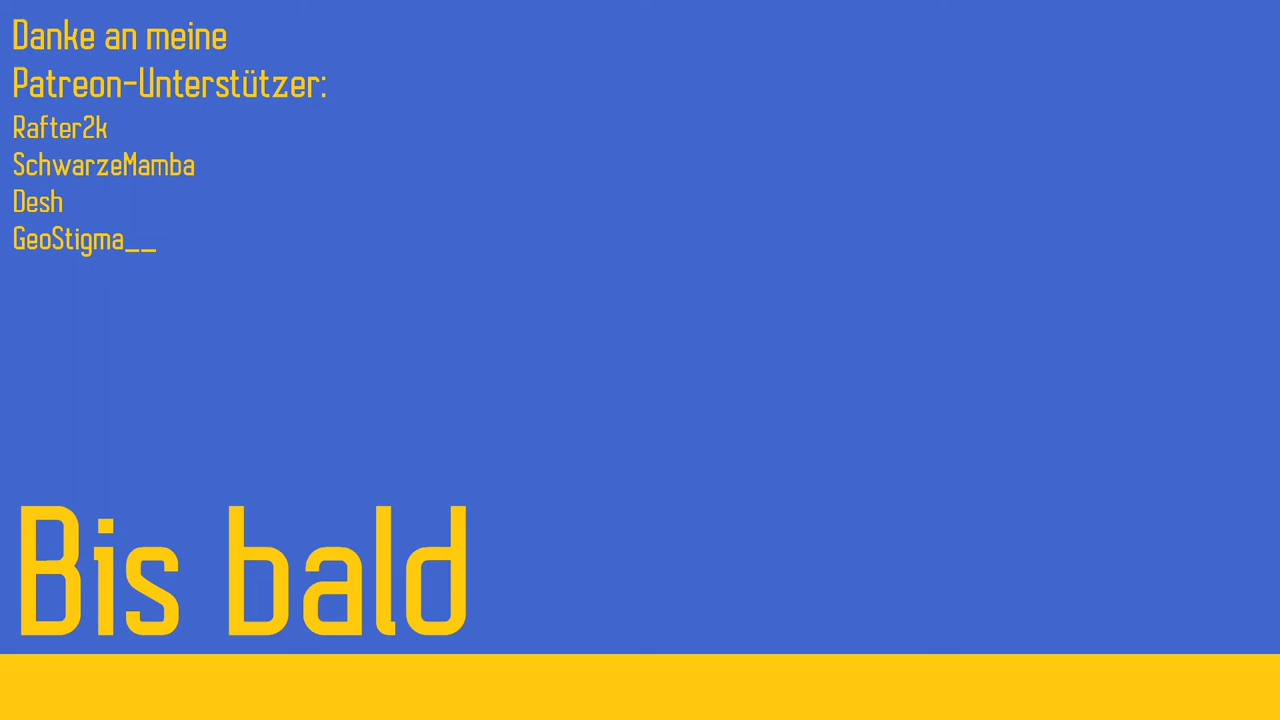 Danke an meine
Patreon-Unterstützer:
Rafter2k
SchwarzeMamba
Desh
GeoStigma__
Bis bald